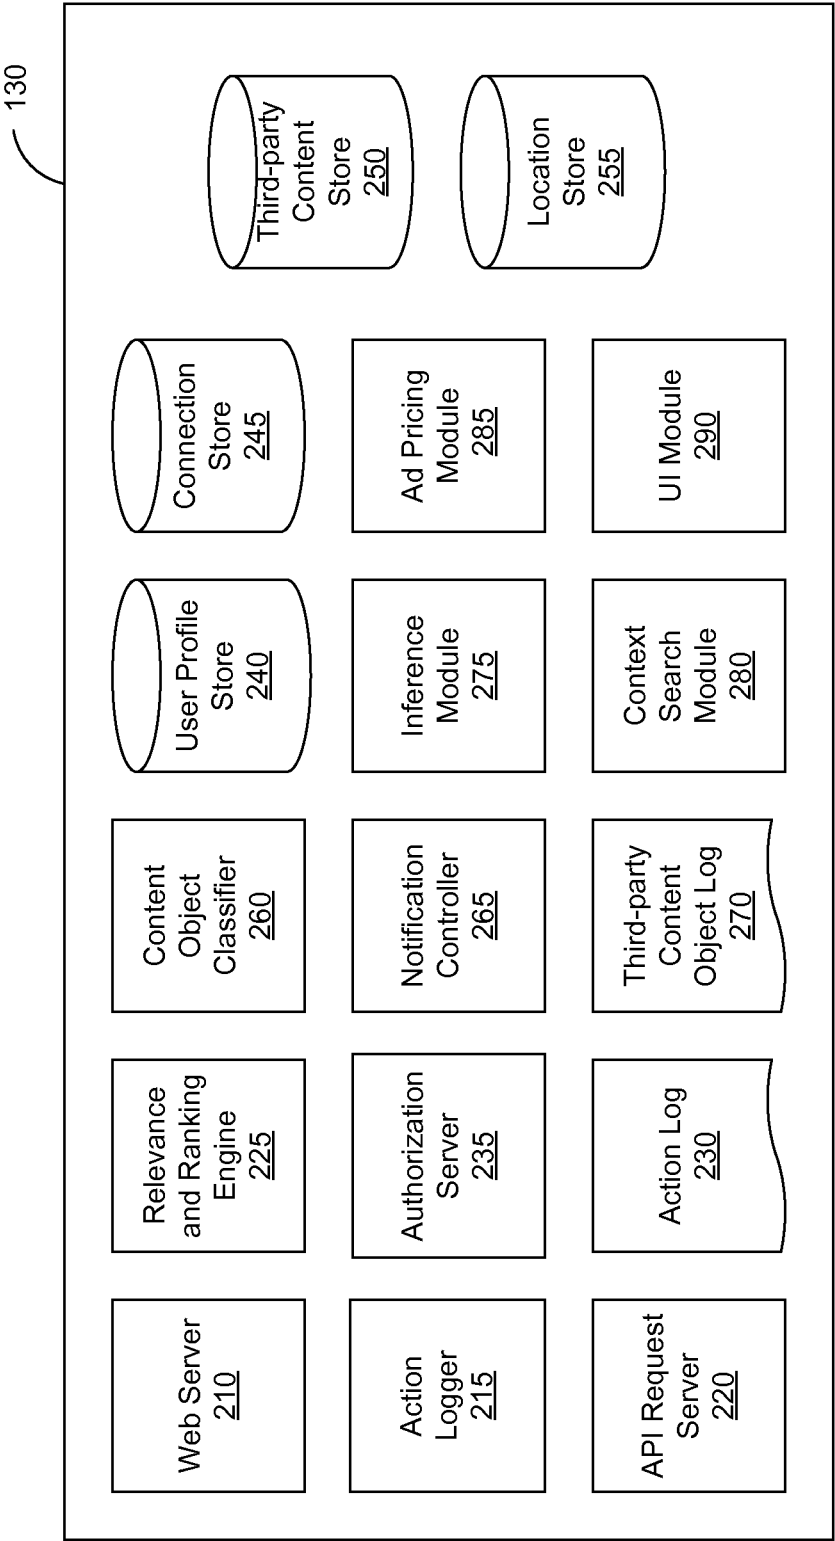 130
Web Server
210
Relevance
and Ranking
Engine
225
Content
Object
Classifier
260
User Profile
Store
240
Connection
Store
245
Third-party
Content
Store
250
Action
Logger
215
Authorization
Server
235
Notification
Controller
265
Inference
Module
275
Ad Pricing
Module
285
Location
Store
255
API Request
Server
220
Action Log
230
Third-party
Content
Object Log
270
Context
Search
Module
280
UI Module
290